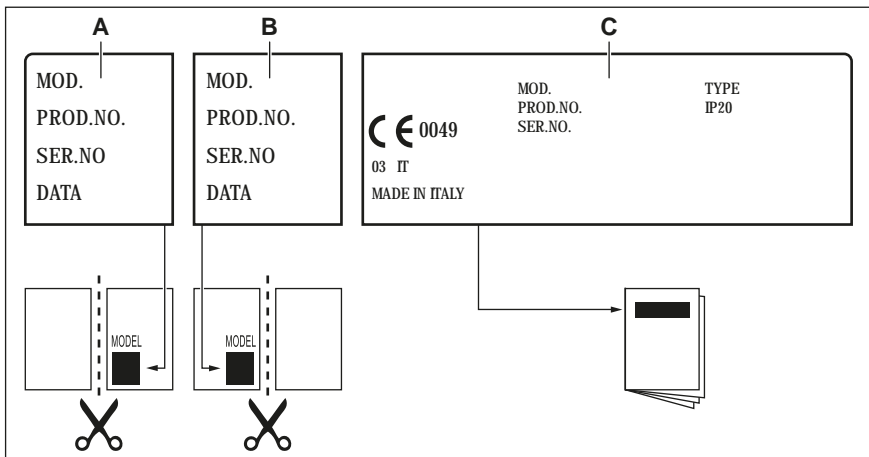 A
B
C
MOD.
PROD.NO.
SER.NO
DATA
MOD.
PROD.NO.
SER.NO
DATA
MOD.
PROD.NO.
SER.NO.
TYPE
IP20
CE 0049
03 IT
MADE IN ITALY
MODEL
MODEL